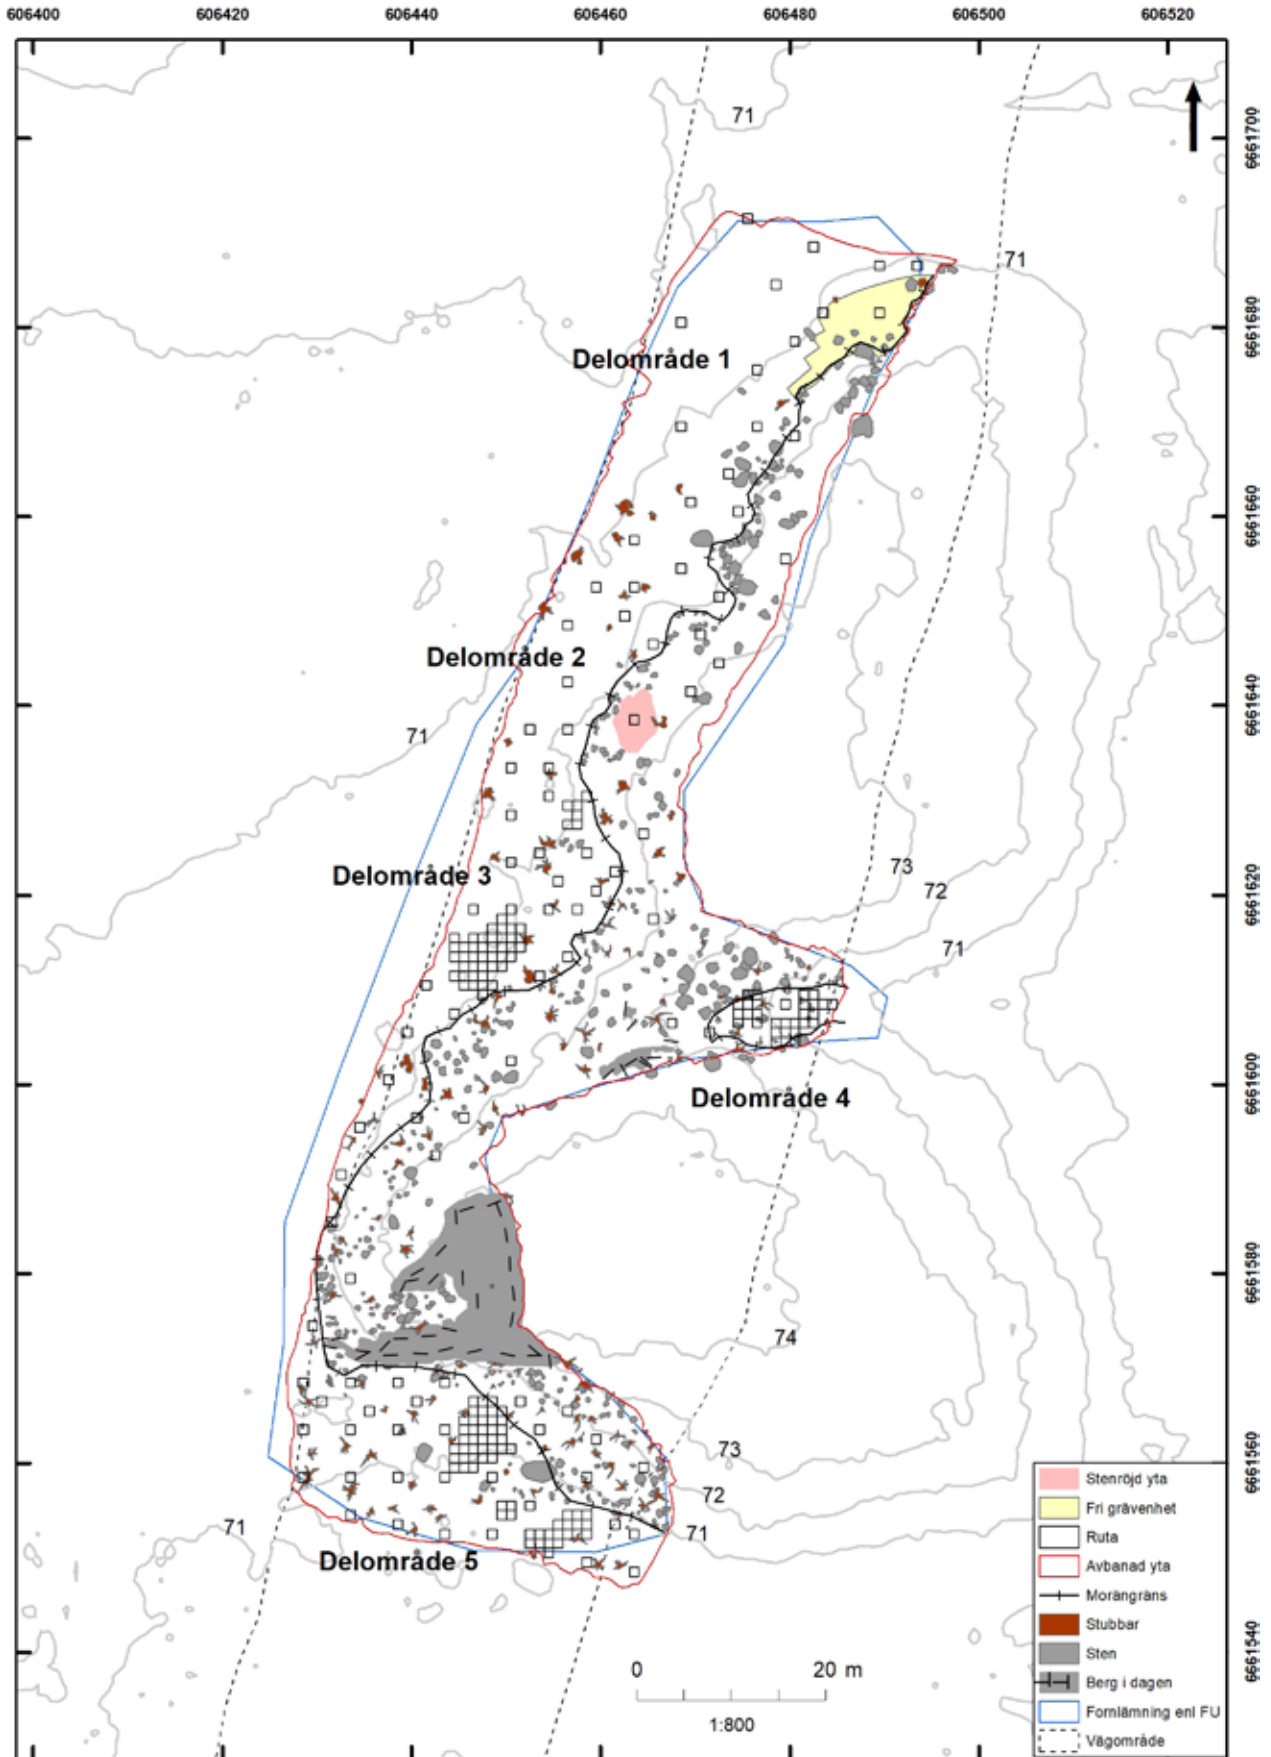 606400 606420 606440 606460 606480 606500 606520
6661700
71
71
6661680
Delområde 1
6661660
Delområde 2
6661640
71
73
Delområde 3
72
6661620
71
6661600
Delområde 4
6661580
74
73
6661560
72
71
71
Delområde 5
6661540
0 20 m
1:800
Stenröjd yta
Fri grävenhet
Ruta
Avbanad yta
Morängräns
Stubbar
Sten
Berg i dagen
Fornlämning enl FU
Vägområde